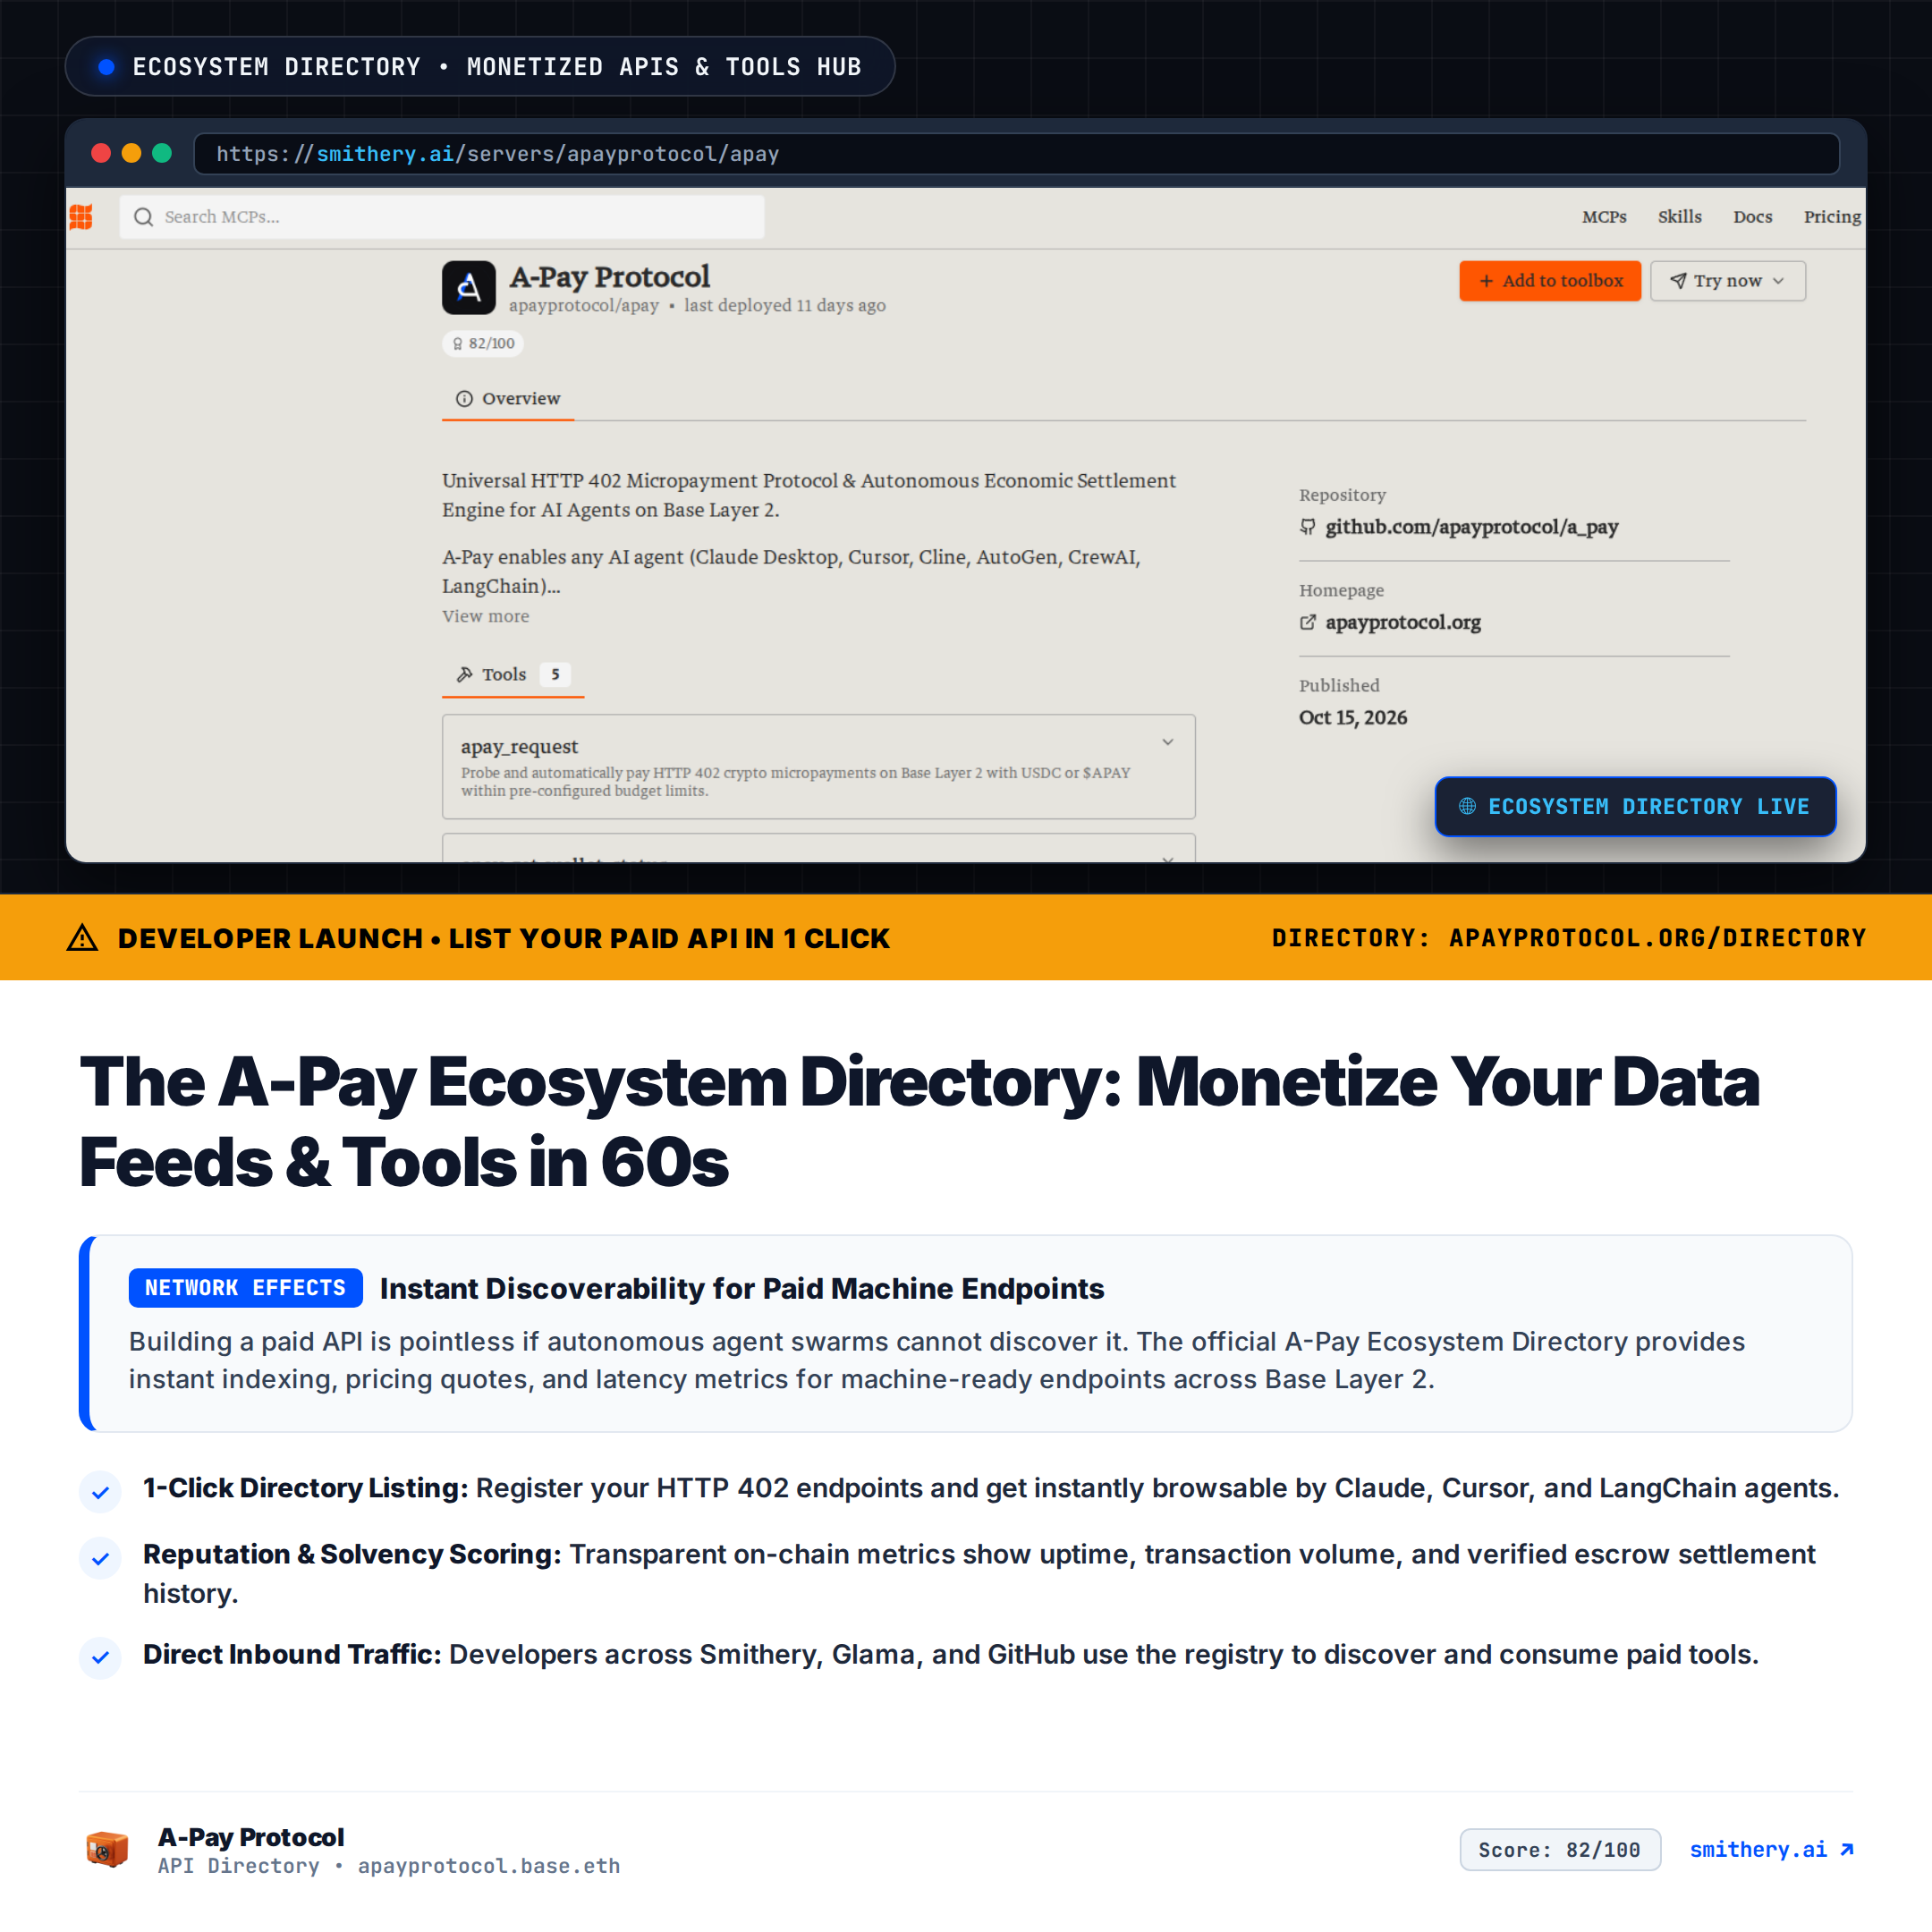 ECOSYSTEM DIRECTORY • MONETIZED APIS & TOOLS HUB
https://smithery.ai/servers/apayprotocol/apay
Search MCPs...
MCPs Skills Docs Pricing
A-Pay Protocol
apayprotocol/apay • last deployed 11 days ago
+ Add to toolbox
Try now
82/100
Overview
Universal HTTP 402 Micropayment Protocol & Autonomous Economic Settlement
Engine for AI Agents on Base Layer 2.
A-Pay enables any AI agent (Claude Desktop, Cursor, Cline, AutoGen, CrewAI,
LangChain)...
View more
Repository
github.com/apayprotocol/a_pay
Homepage
apayprotocol.org
Published
Oct 15, 2026
Tools 5
apay_request
Probe and automatically pay HTTP 402 crypto micropayments on Base Layer 2 with USDC or $APAY
within pre-configured budget limits.
ECOSYSTEM DIRECTORY LIVE
DEVELOPER LAUNCH • LIST YOUR PAID API IN 1 CLICK
DIRECTORY: APAYPROTOCOL.ORG/DIRECTORY
The A-Pay Ecosystem Directory: Monetize Your Data
Feeds & Tools in 60s
NETWORK EFFECTS Instant Discoverability for Paid Machine Endpoints
Building a paid API is pointless if autonomous agent swarms cannot discover it. The official A-Pay Ecosystem Directory provides
instant indexing, pricing quotes, and latency metrics for machine-ready endpoints across Base Layer 2.
1-Click Directory Listing: Register your HTTP 402 endpoints and get instantly browsable by Claude, Cursor, and LangChain agents.
Reputation & Solvency Scoring: Transparent on-chain metrics show uptime, transaction volume, and verified escrow settlement
history.
Direct Inbound Traffic: Developers across Smithery, Glama, and GitHub use the registry to discover and consume paid tools.
A-Pay Protocol
API Directory • apayprotocol.base.eth
Score: 82/100
smithery.ai ↗